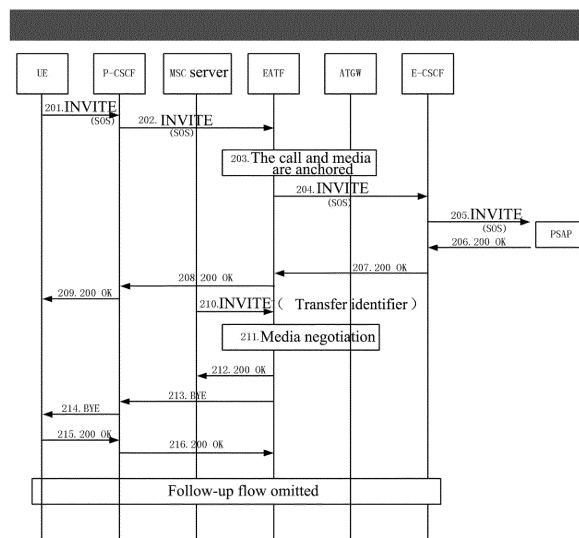 UE
P-CSCF
MSC server
EATF
ATGW
E-CSCF
201.INVITE
(SOS)
202. INVITE
(SOS)
203.The call and media
are anchored
204.INVITE
(SOS)
205.INVITE
(SOS)
PSAP
206.200 OK
207.200 OK
208.200 OK
209.200 OK
210.INVITE ( Transfer identifier )
211.Media negotiation
212.200 OK
213.BYE
214.BYE
215.200 OK
216.200 OK
Follow-up flow omitted